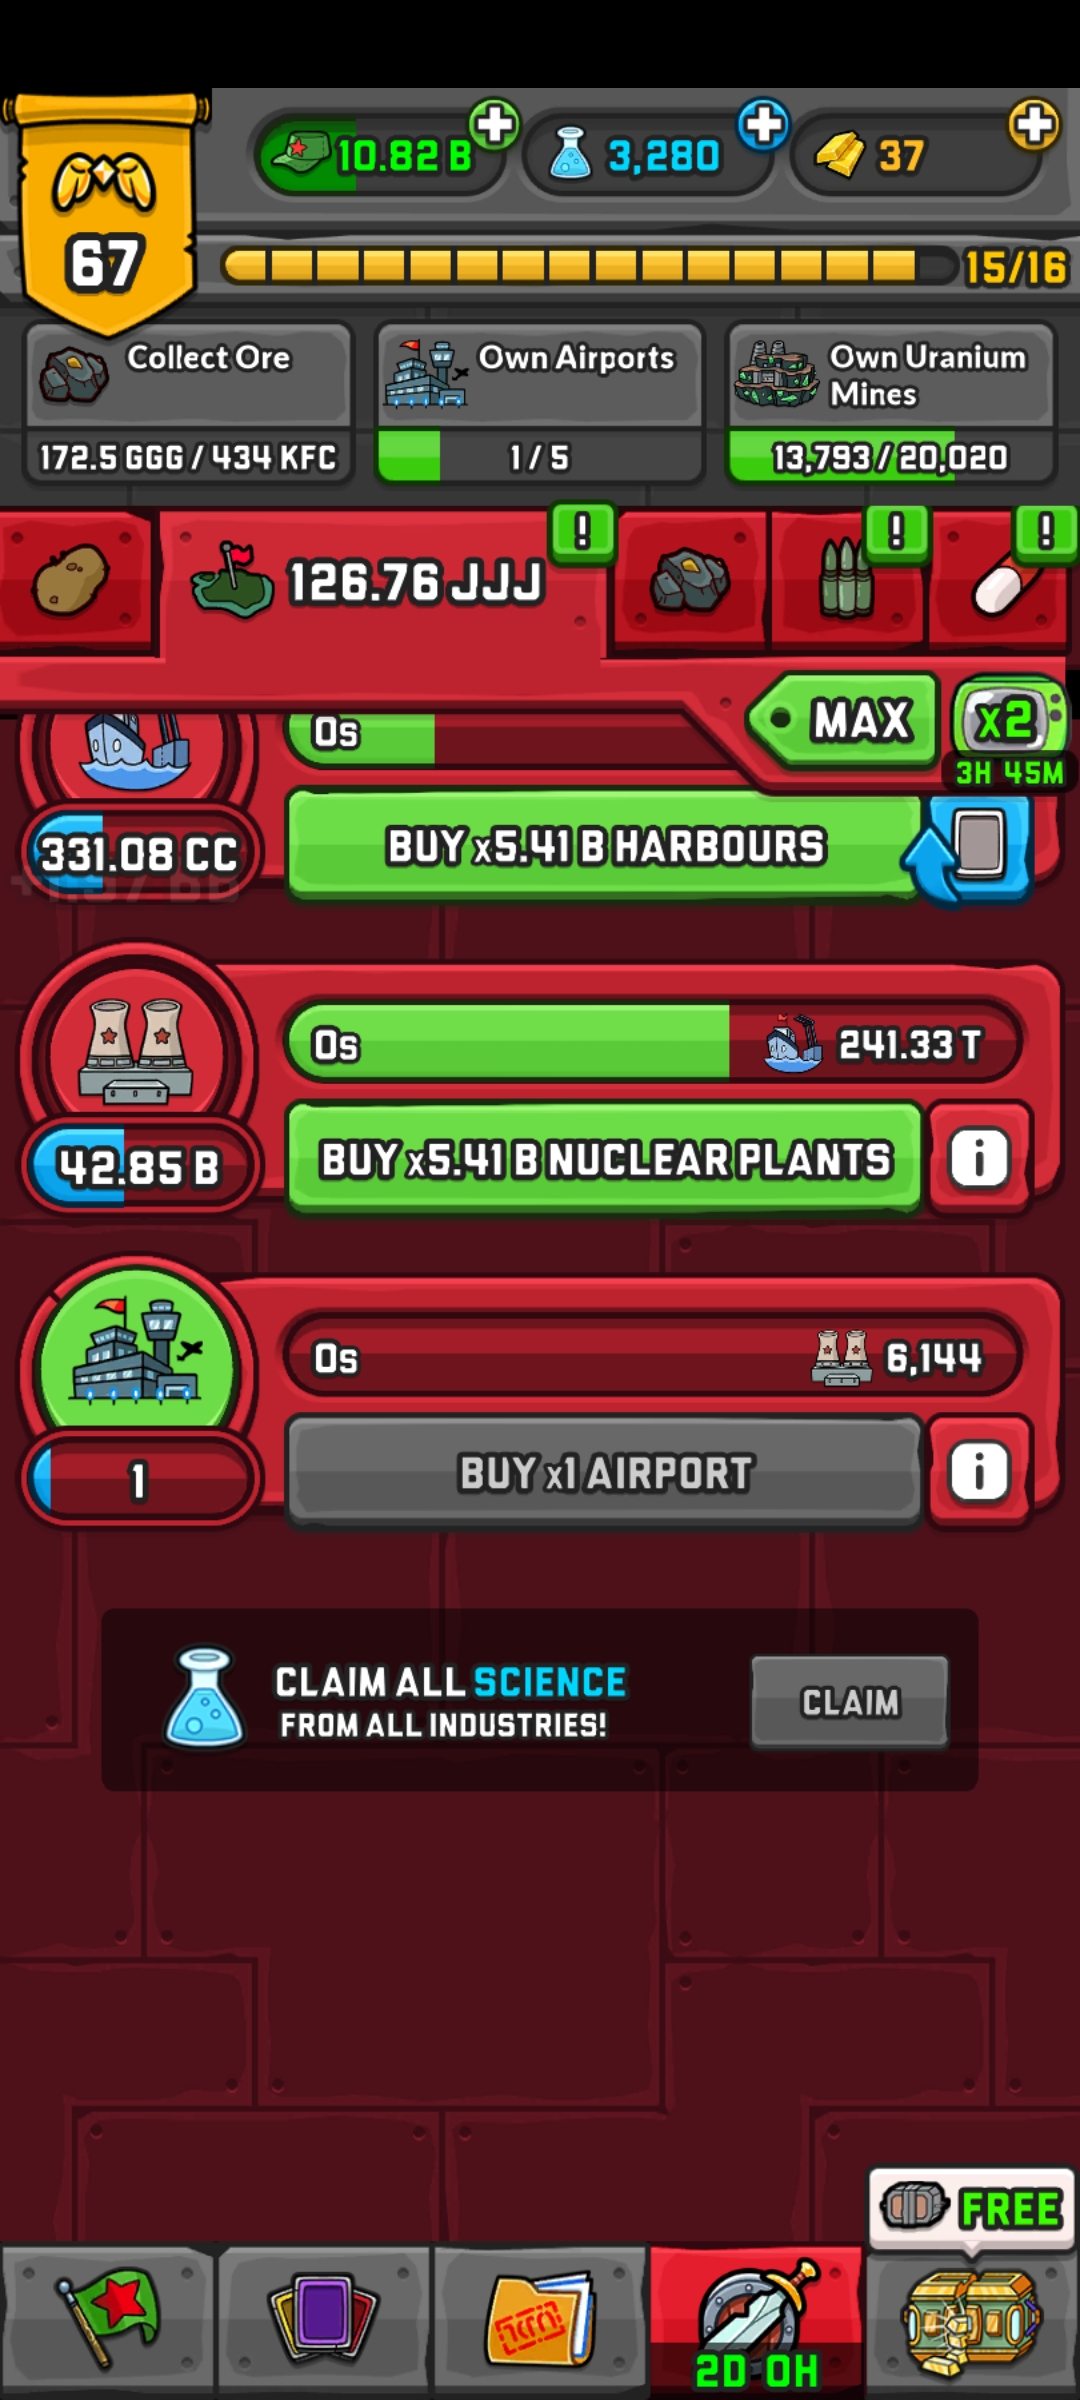 10.82 B
3,280
37
67
15/16
Collect Ore
172.5 GGG / 434 KFC
Own Airports
1 / 5
Own Uranium
Mines
13,793 / 20,020
126.76 JJJ
!
!
!
MAX
x2
3H 45M
0s
331.08 CC
BUY x5.41 B HARBOURS
0s
241.33 T
42.85 B
BUY x5.41 B NUCLEAR PLANTS
i
0s
6,144
1
BUY x1 AIRPORT
i
CLAIM ALL SCIENCE
FROM ALL INDUSTRIES!
CLAIM
FREE
2D 0H